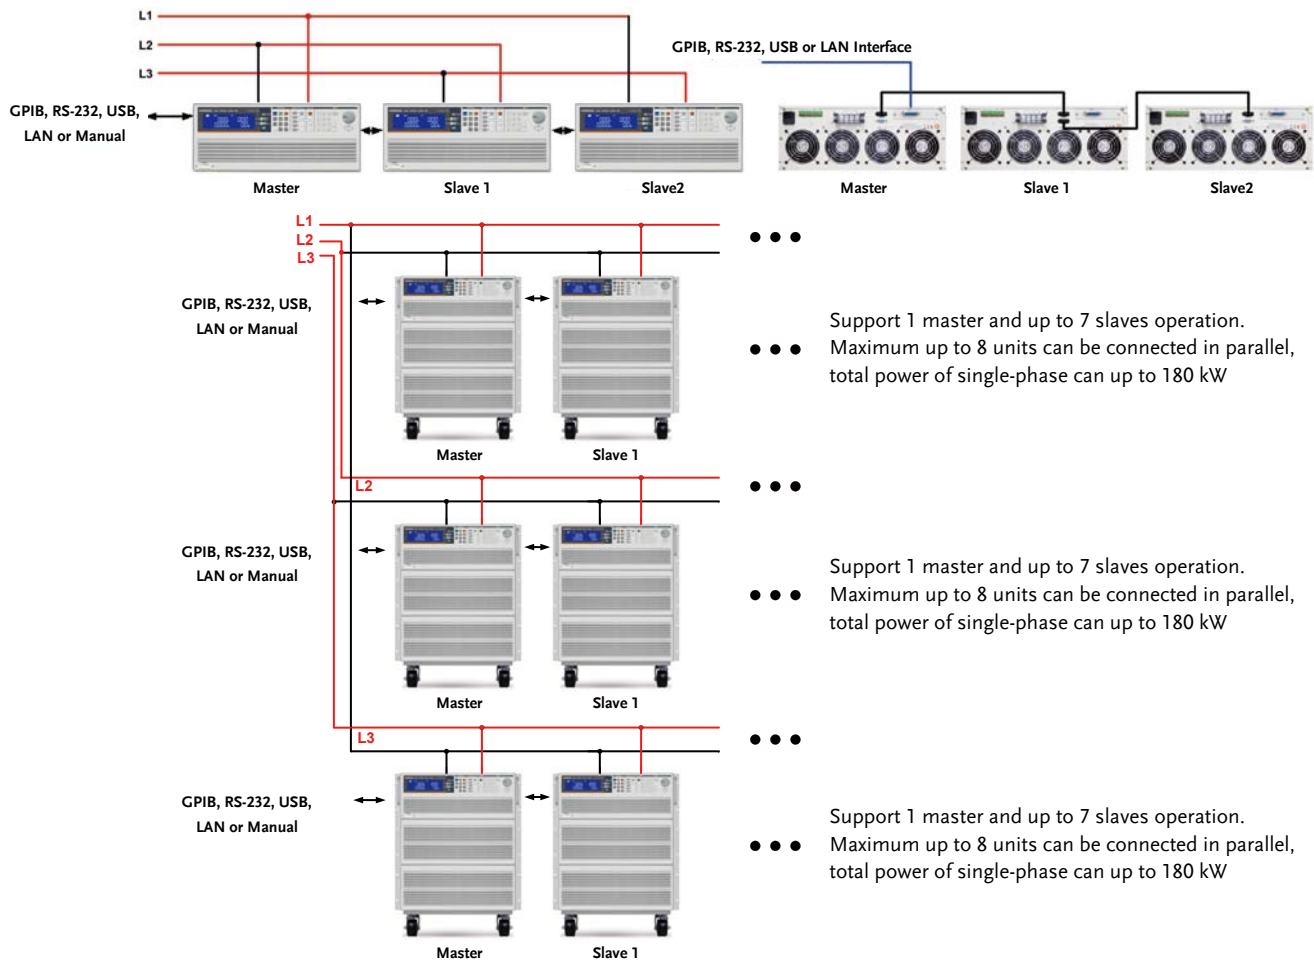 L1
L2
L3
GPIB, RS-232, USB,
LAN or Manual
Master
Slave 1
Slave2
GPIB, RS-232, USB or LAN Interface
Master
Slave 1
Slave2
L1
L2
L3
GPIB, RS-232, USB,
LAN or Manual
Master
Slave 1
Support 1 master and up to 7 slaves operation.
Maximum up to 8 units can be connected in parallel,
total power of single-phase can up to 180 kW
L2
GPIB, RS-232, USB,
LAN or Manual
Master
Slave 1
Support 1 master and up to 7 slaves operation.
Maximum up to 8 units can be connected in parallel,
total power of single-phase can up to 180 kW
L3
GPIB, RS-232, USB,
LAN or Manual
Master
Slave 1
Support 1 master and up to 7 slaves operation.
Maximum up to 8 units can be connected in parallel,
total power of single-phase can up to 180 kW